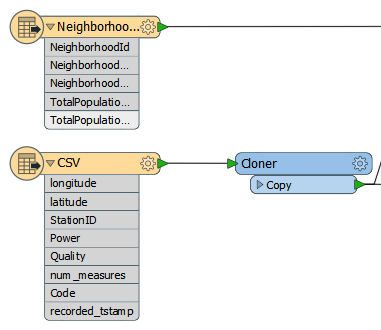 Neighborhoo...
NeighborhoodId
Neighborhood...
Neighborhood...
TotalPopulatio...
TotalPopulatio...
CSV
longitude
latitude
StationID
Power
Quality
num_measures
Code
recorded_tstamp
Cloner
Copy